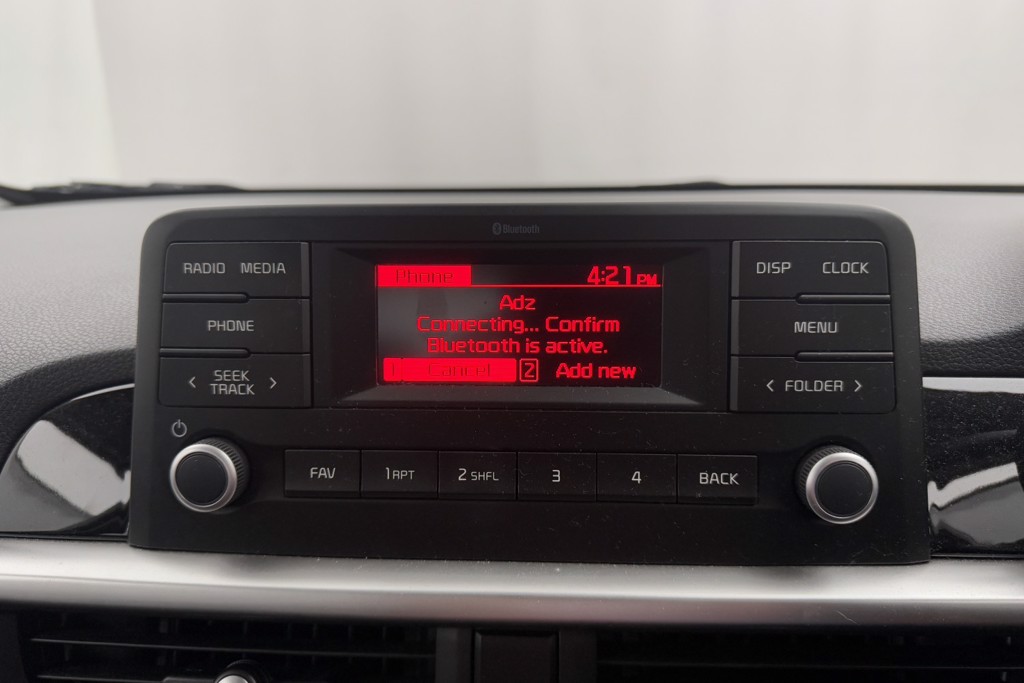 Bluetooth
RADIO MEDIA
PHONE
< SEEK TRACK >
Phone 4:21 PM
Adz
Connecting... Confirm
Bluetooth is active.
1 Cancel 2 Add new
DISP CLOCK
MENU
< FOLDER >
FAV 1 RPT 2 SHFL 3 4 BACK